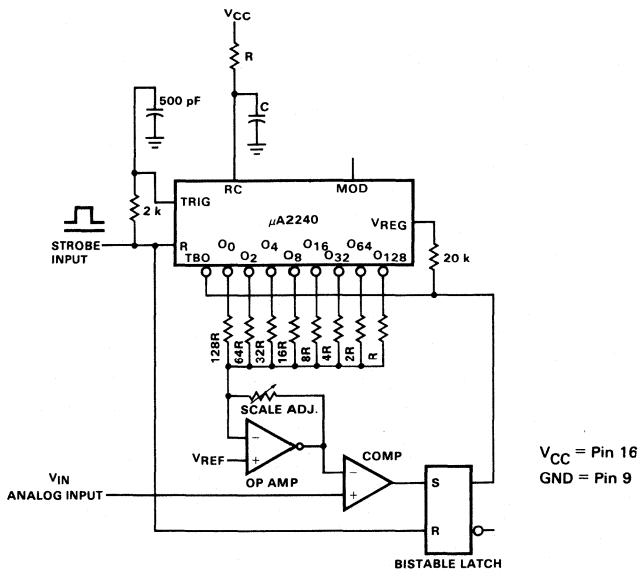 VCC
R
500 pF
C
RC
MOD
TRIG
2 k
µA2240
VREG
STROBE
INPUT
R
O0
O4
O16
O64
TBO
O2
O8
O32
O128
20 k
128R
64R
32R
16R
8R
4R
2R
R
SCALE ADJ.
−
VREF
+
OP AMP
COMP
−
+
VIN
ANALOG INPUT
S
R
BISTABLE LATCH
VCC = Pin 16
GND = Pin 9